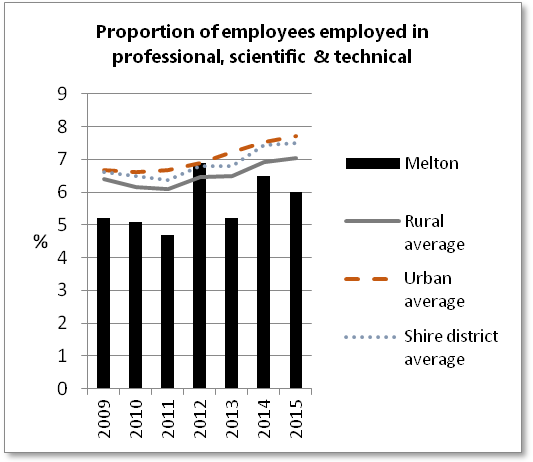 Proportion of employees employed in
professional, scientific & technical
9
8
7
6
5
4
3
2
1
0
%
2009
2010
2011
2012
2013
2014
2015
Melton
Rural
average
Urban
average
Shire district
average